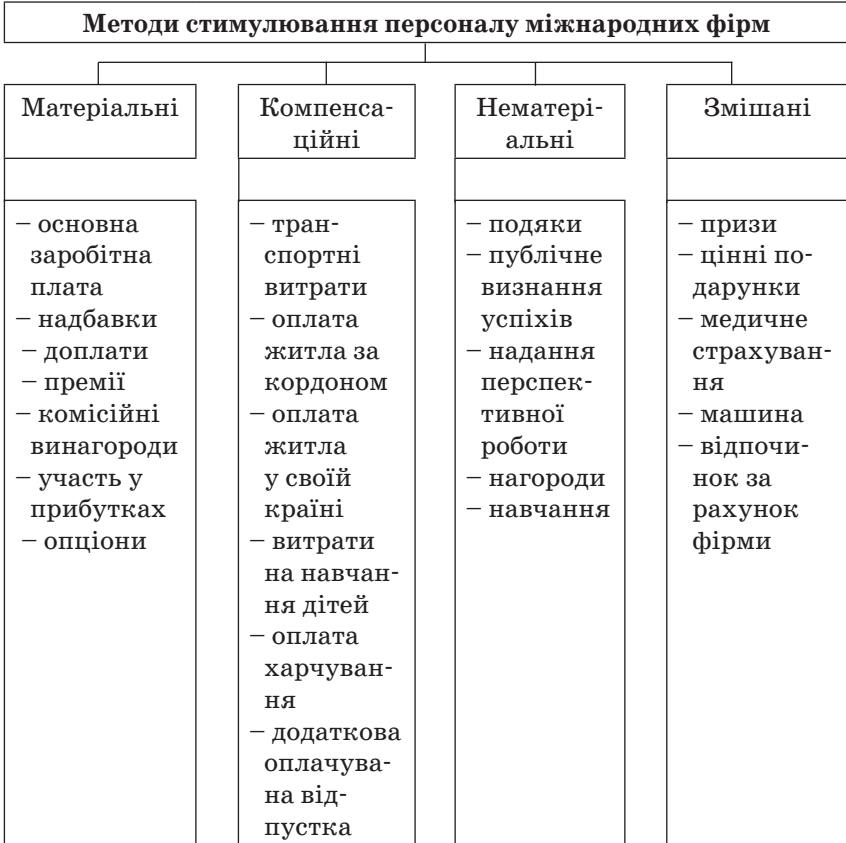 Методи стимулювання персоналу міжнародних фірм
Матеріальні
– основна
заробітна
плата
– надбавки
– доплати
– премії
– комісійні
винагороди
– участь у
прибутках
– опціони
Компенса-
ційні
– тран-
спортні
витрати
– оплата
житла за
кордоном
– оплата
житла
у своїй
країні
– витрати
на навчан-
ня дітей
– оплата
харчуван-
ня
– додаткова
оплачува-
на від-
пустка
Нематері-
альні
– подяки
– публічне
визнання
успіхів
– надання
перспек-
тивної
роботи
– нагороди
– навчання
Змішані
– призи
– цінні по-
дарунки
– медичне
страхуван-
ня
– машина
– відпочи-
нок за
рахунок
фірми